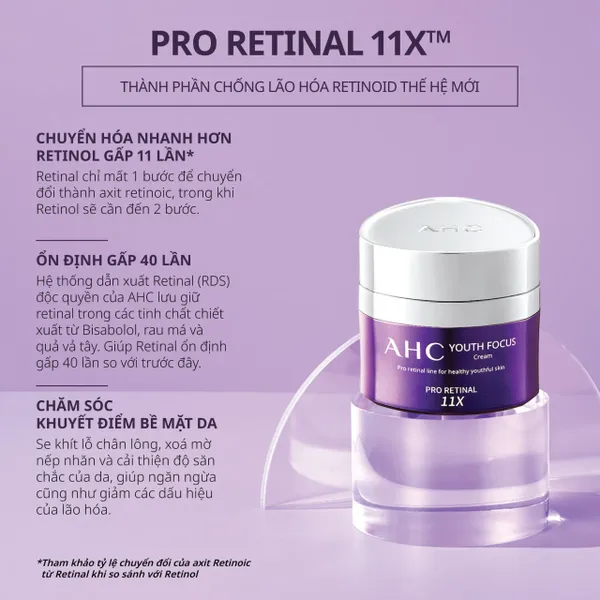 PRO RETINAL 11X™
THÀNH PHẦN CHỐNG LÃO HÓA RETINOID THẾ HỆ MỚI
CHUYỂN HÓA NHANH HƠN
RETINOL GẤP 11 LẦN*
Retinal chỉ mất 1 bước để chuyển
đổi thành axit retinoic, trong khi
Retinol sẽ cần đến 2 bước.
ỔN ĐỊNH GẤP 40 LẦN
Hệ thống dẫn xuất Retinal (RDS)
độc quyền của AHC lưu giữ
retinal trong các tinh chất chiết
xuất từ Bisabolol, rau má và
quả vả tây. Giúp Retinal ổn định
gấp 40 lần so với trước đây.
CHĂM SÓC
KHUYẾT ĐIỂM BỀ MẶT DA
Se khít lỗ chân lông, xoá mờ
nếp nhăn và cải thiện độ săn
chắc của da, giúp ngăn ngừa
cũng như giảm các dấu hiệu
của lão hóa.
*Tham khảo tỷ lệ chuyển đổi của axit Retinoic
từ Retinal khi so sánh với Retinol
AHC
AHC YOUTH FOCUS
Cream
Pro retinal line for healthy youthful skin
PRO RETINAL
11X